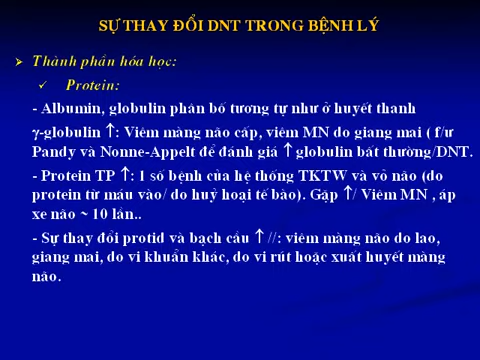 SỰ THAY ĐỔI DNT TRONG BỆNH LÝ
➢ Thành phần hóa học:
✓ Protein:
- Albumin, globulin phân bố tương tự như ở huyết thanh
γ-globulin ↑: Viêm màng não cấp, viêm MN do giang mai ( f/ư
Pandy và Nonne-Appelt để đánh giá ↑ globulin bất thường/DNT.
- Protein TP ↑: 1 số bệnh của hệ thống TKTW và vỏ não (do
protein từ máu vào/ do huỷ hoại tế bào). Gặp ↑/ Viêm MN , áp
xe não ~ 10 lần..
- Sự thay đổi protid và bạch cầu ↑ //: viêm màng não do lao,
giang mai, do vi khuẩn khác, do vi rút hoặc xuất huyết màng
não.